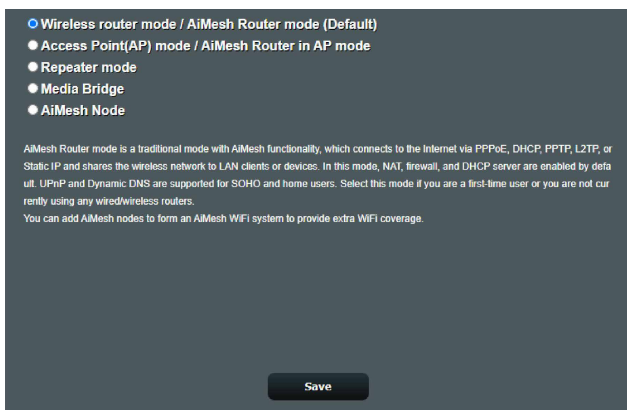 Wireless router mode / AiMesh Router mode (Default)
Access Point(AP) mode / AiMesh Router in AP mode
Repeater mode
Media Bridge
AiMesh Node
AiMesh Router mode is a traditional mode with AiMesh functionality, which connects to the Internet via PPPoE, DHCP, PPTP, L2TP, or
Static IP and shares the wireless network to LAN clients or devices. In this mode, NAT, firewall, and DHCP server are enabled by defa
ult. UPnP and Dynamic DNS are supported for SOHO and home users. Select this mode if you are a first-time user or you are not cur
rently using any wired/wireless routers.
You can add AiMesh nodes to form an AiMesh WiFi system to provide extra WiFi coverage.
Save